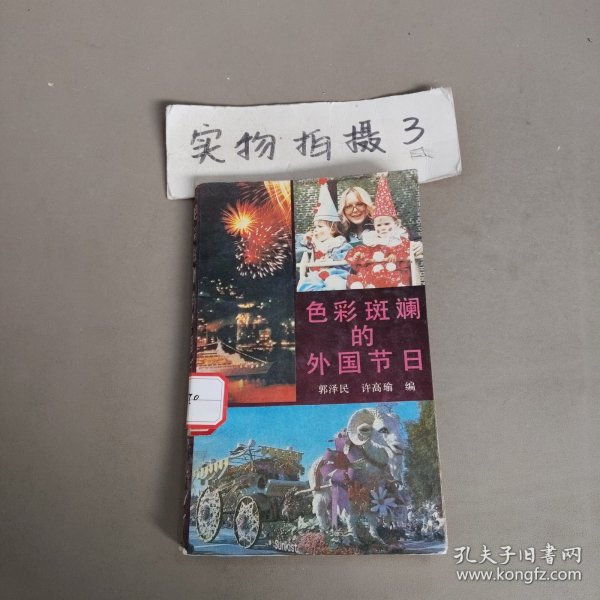 实物拍摄3
色彩斑斓
的
外国节日
郭泽民 许高瑜 编
Sunkist
孔夫子旧书网
www.kongfz.com